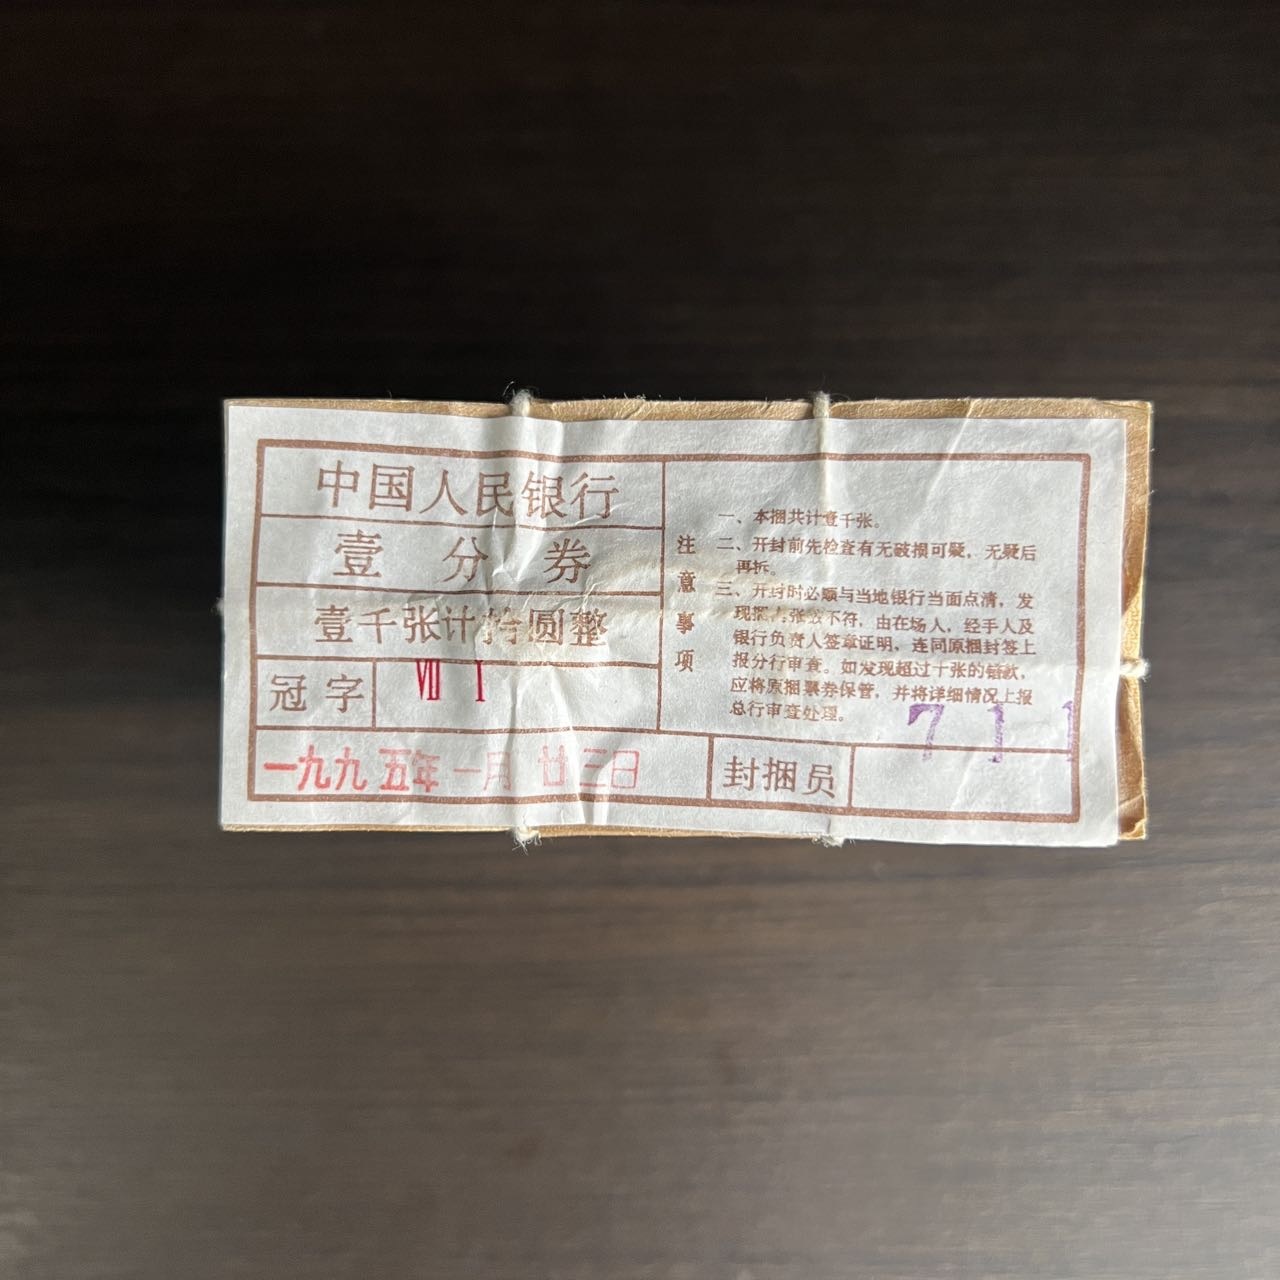 中国人民银行
壹分券
壹千张计拾圆整
冠字 Ⅶ Ⅰ
一九九五年一月廿三日
注意事项
一、本捆共计壹千张。
二、开封前先检查有无破损可疑，无疑后
再拆。
三、开封时必须与当地银行当面点清，发
现捆内张数不符，由在场人，经手人及
银行负责人签章证明，连同原捆封签上
报分行审查。如发现超过十张的错款，
应将原捆票券保管，并将详细情况上报
总行审查处理。
封捆员
711